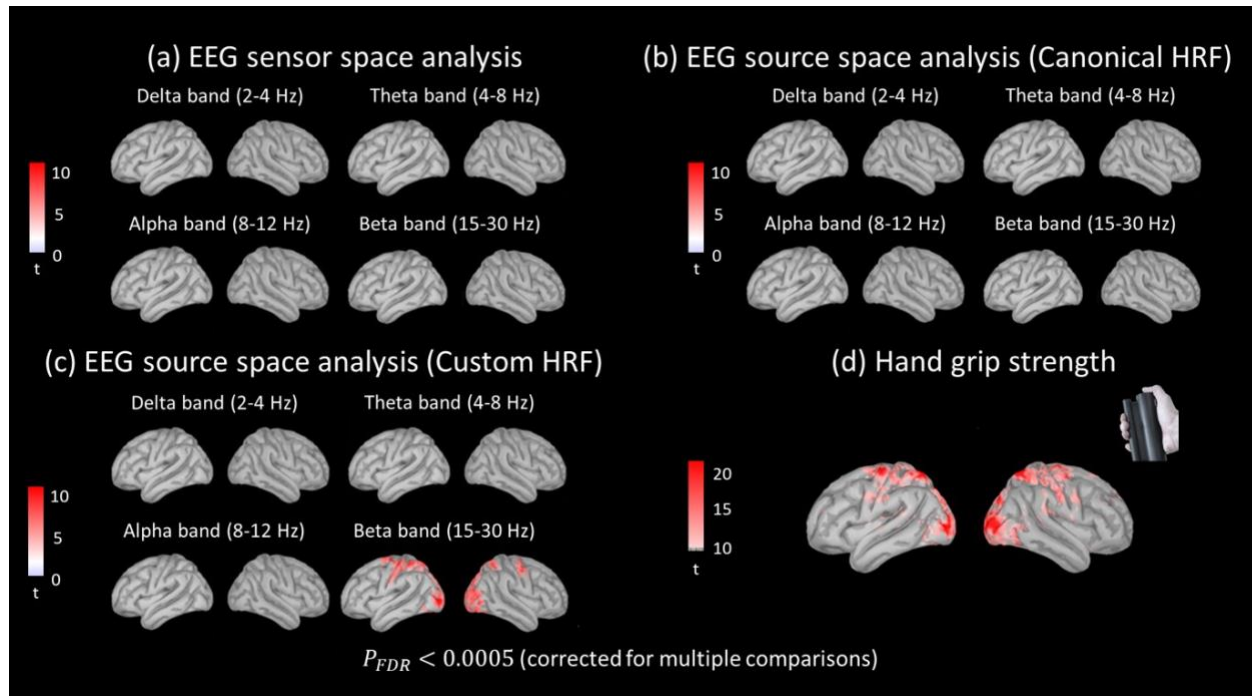 (a) EEG sensor space analysis
Delta band (2-4 Hz) Theta band (4-8 Hz)
10
5
0
t
Alpha band (8-12 Hz) Beta band (15-30 Hz)
(b) EEG source space analysis (Canonical HRF)
Delta band (2-4 Hz) Theta band (4-8 Hz)
10
5
0
t
Alpha band (8-12 Hz) Beta band (15-30 Hz)
(c) EEG source space analysis (Custom HRF)
Delta band (2-4 Hz) Theta band (4-8 Hz)
10
5
0
t
Alpha band (8-12 Hz) Beta band (15-30 Hz)
(d) Hand grip strength
20
15
10
t
P_FDR < 0.0005 (corrected for multiple comparisons)